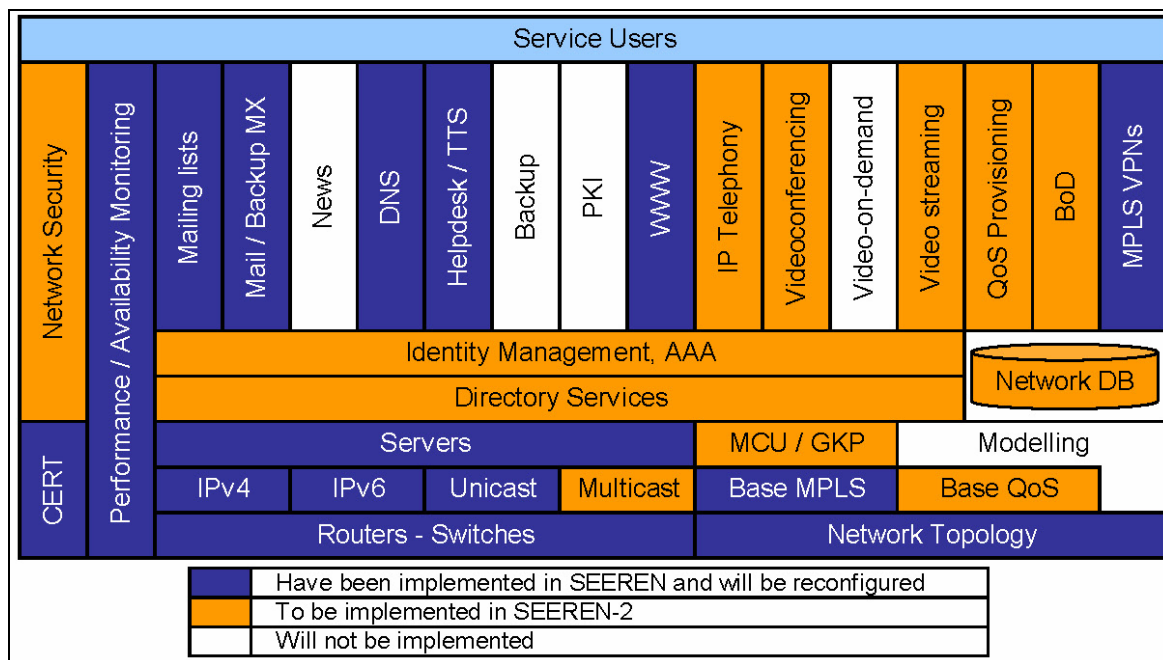 Service Users
Network Security
Performance / Availability Monitoring
Mailing lists
Mail / Backup MX
News
DNS
Helpdesk / TTS
Backup
PKI
WWW
IP Telephony
Videoconferencing
Video-on-demand
Video streaming
QoS Provisioning
BoD
MPLS VPNs
Identity Management, AAA
Network DB
Directory Services
CERT
Servers
MCU / GKP
Modelling
IPv4
IPv6
Unicast
Multicast
Base MPLS
Base QoS
Routers - Switches
Network Topology
Have been implemented in SEEREN and will be reconfigured
To be implemented in SEEREN-2
Will not be implemented